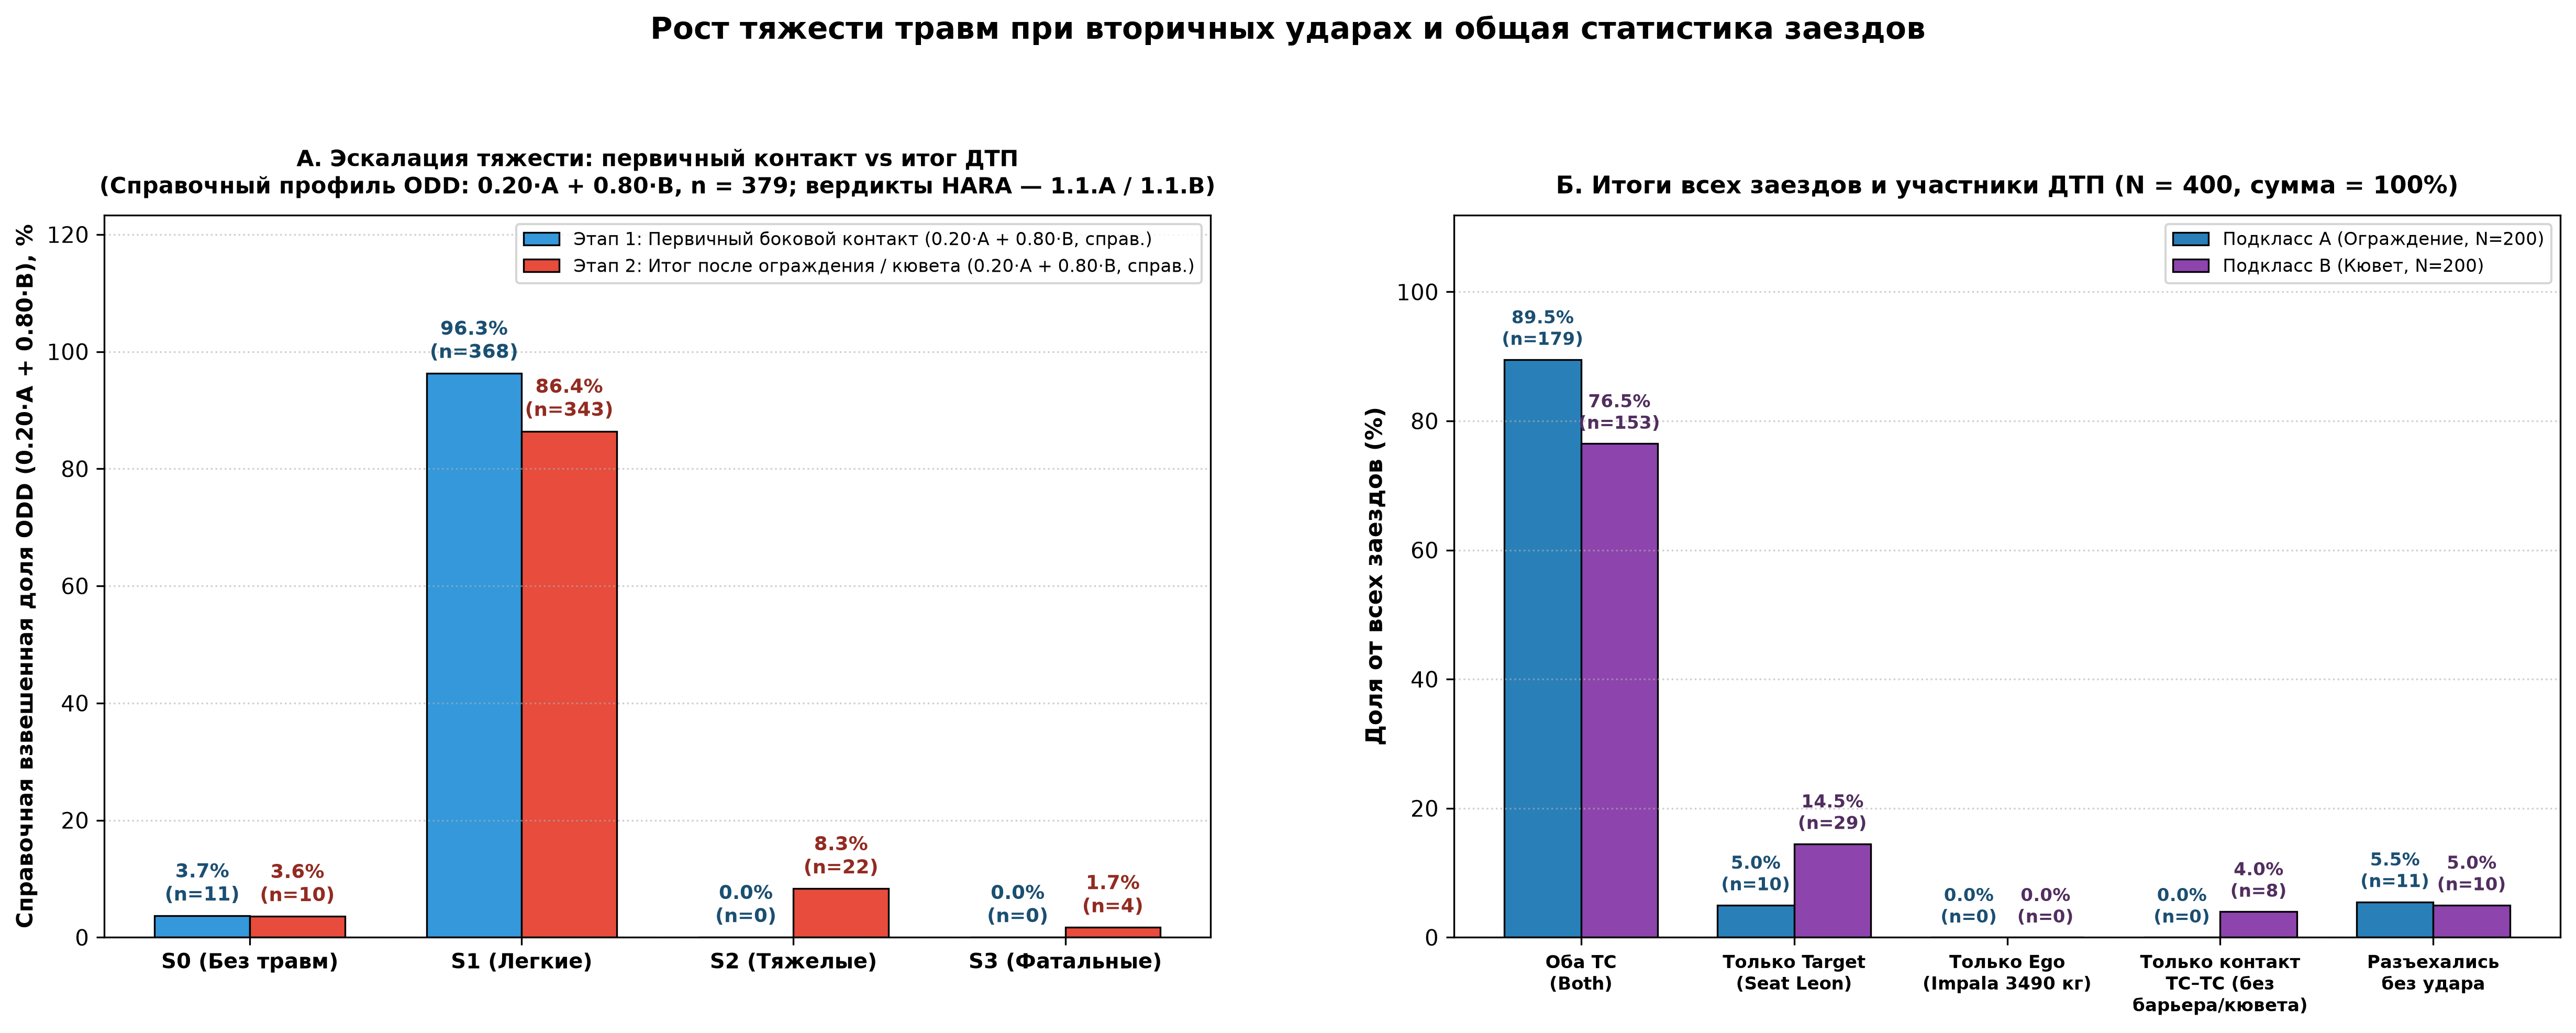 Рост тяжести травм при вторичных ударах и общая статистика заездов
А. Эскалация тяжести: первичный контакт vs итог ДТП
(Справочный профиль ODD: 0.20·A + 0.80·B, n = 379; вердикты HARA — 1.1.A / 1.1.B)
Справочная взвешенная доля ODD (0.20·A + 0.80·B), %
120
100
80
60
40
20
0
Этап 1: Первичный боковой контакт (0.20·A + 0.80·B, справ.)
Этап 2: Итог после ограждения / кювета (0.20·A + 0.80·B, справ.)
3.7%
(n=11)
3.6%
(n=10)
96.3%
(n=368)
86.4%
(n=343)
0.0%
(n=0)
8.3%
(n=22)
0.0%
(n=0)
1.7%
(n=4)
S0 (Без травм)
S1 (Легкие)
S2 (Тяжелые)
S3 (Фатальные)
Б. Итоги всех заездов и участники ДТП (N = 400, сумма = 100%)
Доля от всех заездов (%)
100
80
60
40
20
0
Подкласс A (Ограждение, N=200)
Подкласс B (Кювет, N=200)
89.5%
(n=179)
76.5%
(n=153)
5.0%
(n=10)
14.5%
(n=29)
0.0%
(n=0)
0.0%
(n=0)
0.0%
(n=0)
4.0%
(n=8)
5.5%
(n=11)
5.0%
(n=10)
Оба ТС
(Both)
Только Target
(Seat Leon)
Только Ego
(Impala 3490 кг)
Только контакт
ТС–ТС (без
барьера/кювета)
Разъехались
без удара